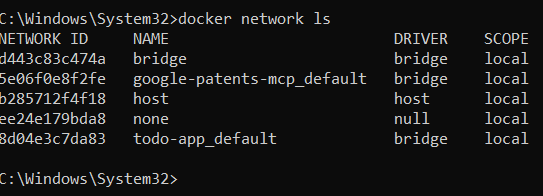 C:\Windows\System32>docker network ls
NETWORK ID     NAME                         DRIVER    SCOPE
d443c83c474a   bridge                       bridge    local
5e06f0e8f2fe   google-patents-mcp_default   bridge    local
b285712f4f18   host                         host      local
ee24e179bda8   none                         null      local
8d04e3c7da83   todo-app_default             bridge    local
C:\Windows\System32>